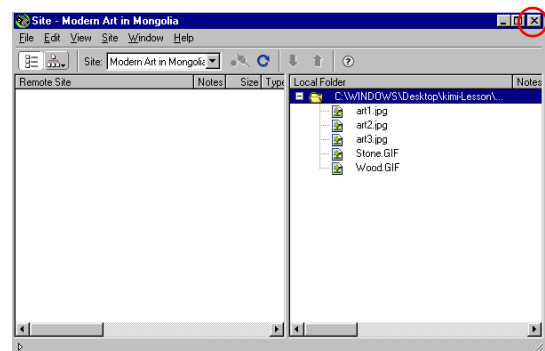 Site - Modern Art in Mongolia
File Edit View Site Window Help
Site: Modern Art in Mongolia
Remote Site Notes Size Type Local Folder Notes
C:\WINDOWS\Desktop\kimi-Lesson\...
art1.jpg
art2.jpg
art3.jpg
Stone.GIF
Wood.GIF